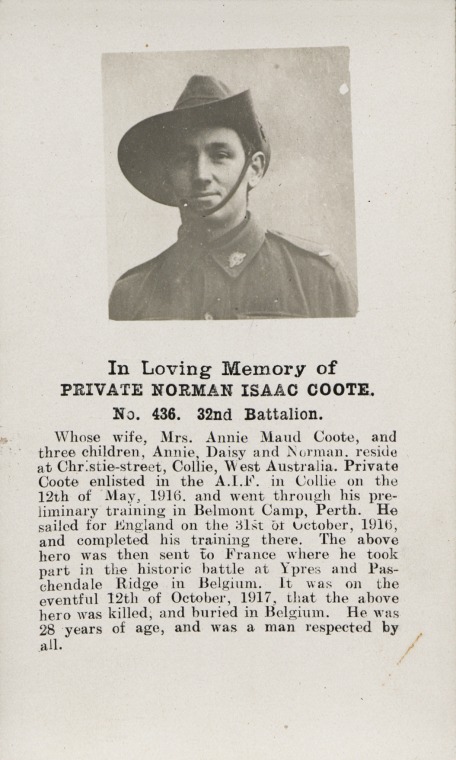 In Loving Memory of
PRIVATE NORMAN ISAAC COOTE.
No. 436. 32nd Battalion.
Whose wife, Mrs. Annie Maud Coote, and
three children, Annie, Daisy and Norman, reside
at Christie-street, Collie, West Australia. Private
Coote enlisted in the A.I.F. in Collie on the
12th of May, 1916, and went through his pre-
liminary training in Belmont Camp, Perth. He
sailed for England on the 31st of October, 1916,
and completed his training there. The above
hero was then sent to France where he took
part in the historic battle at Ypres and Pas-
chendale Ridge in Belgium. It was on the
eventful 12th of October, 1917, that the above
hero was killed, and buried in Belgium. He was
28 years of age, and was a man respected by
all.